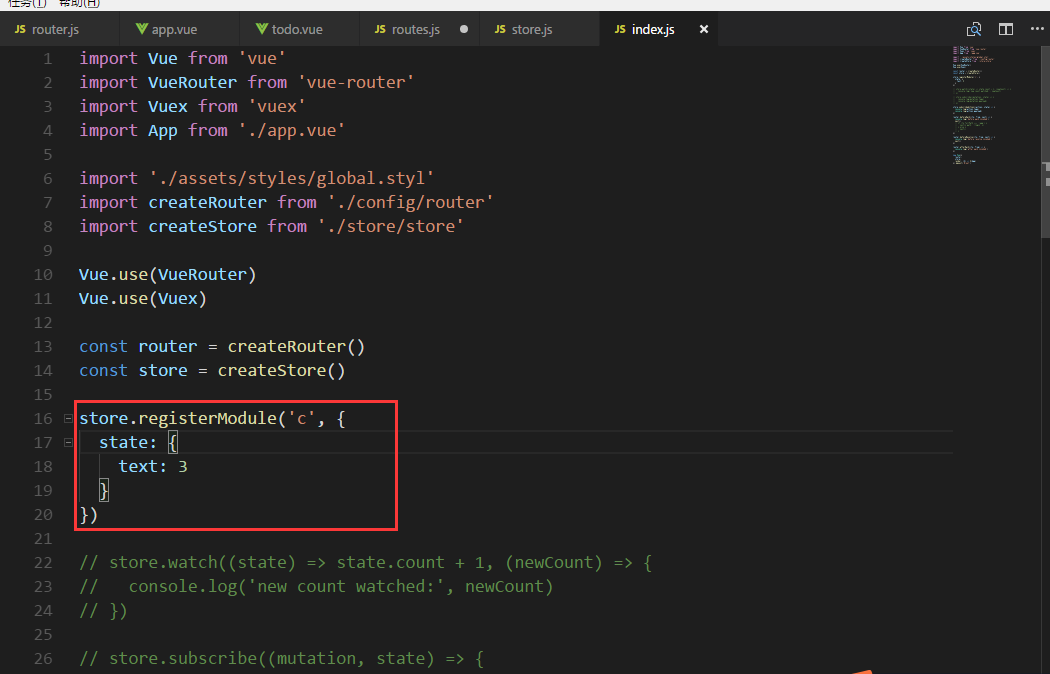 任务(T) 帮助(H)
JS router.js app.vue todo.vue JS routes.js JS store.js JS index.js
1 import Vue from 'vue'
2 import VueRouter from 'vue-router'
3 import Vuex from 'vuex'
4 import App from './app.vue'
5
6 import './assets/styles/global.styl'
7 import createRouter from './config/router'
8 import createStore from './store/store'
9
10 Vue.use(VueRouter)
11 Vue.use(Vuex)
12
13 const router = createRouter()
14 const store = createStore()
15
16 store.registerModule('c', {
17 state: {
18 text: 3
19 }
20 })
21
22 // store.watch((state) => state.count + 1, (newCount) => {
23 // console.log('new count watched:', newCount)
24 // })
25
26 // store.subscribe((mutation, state) => {